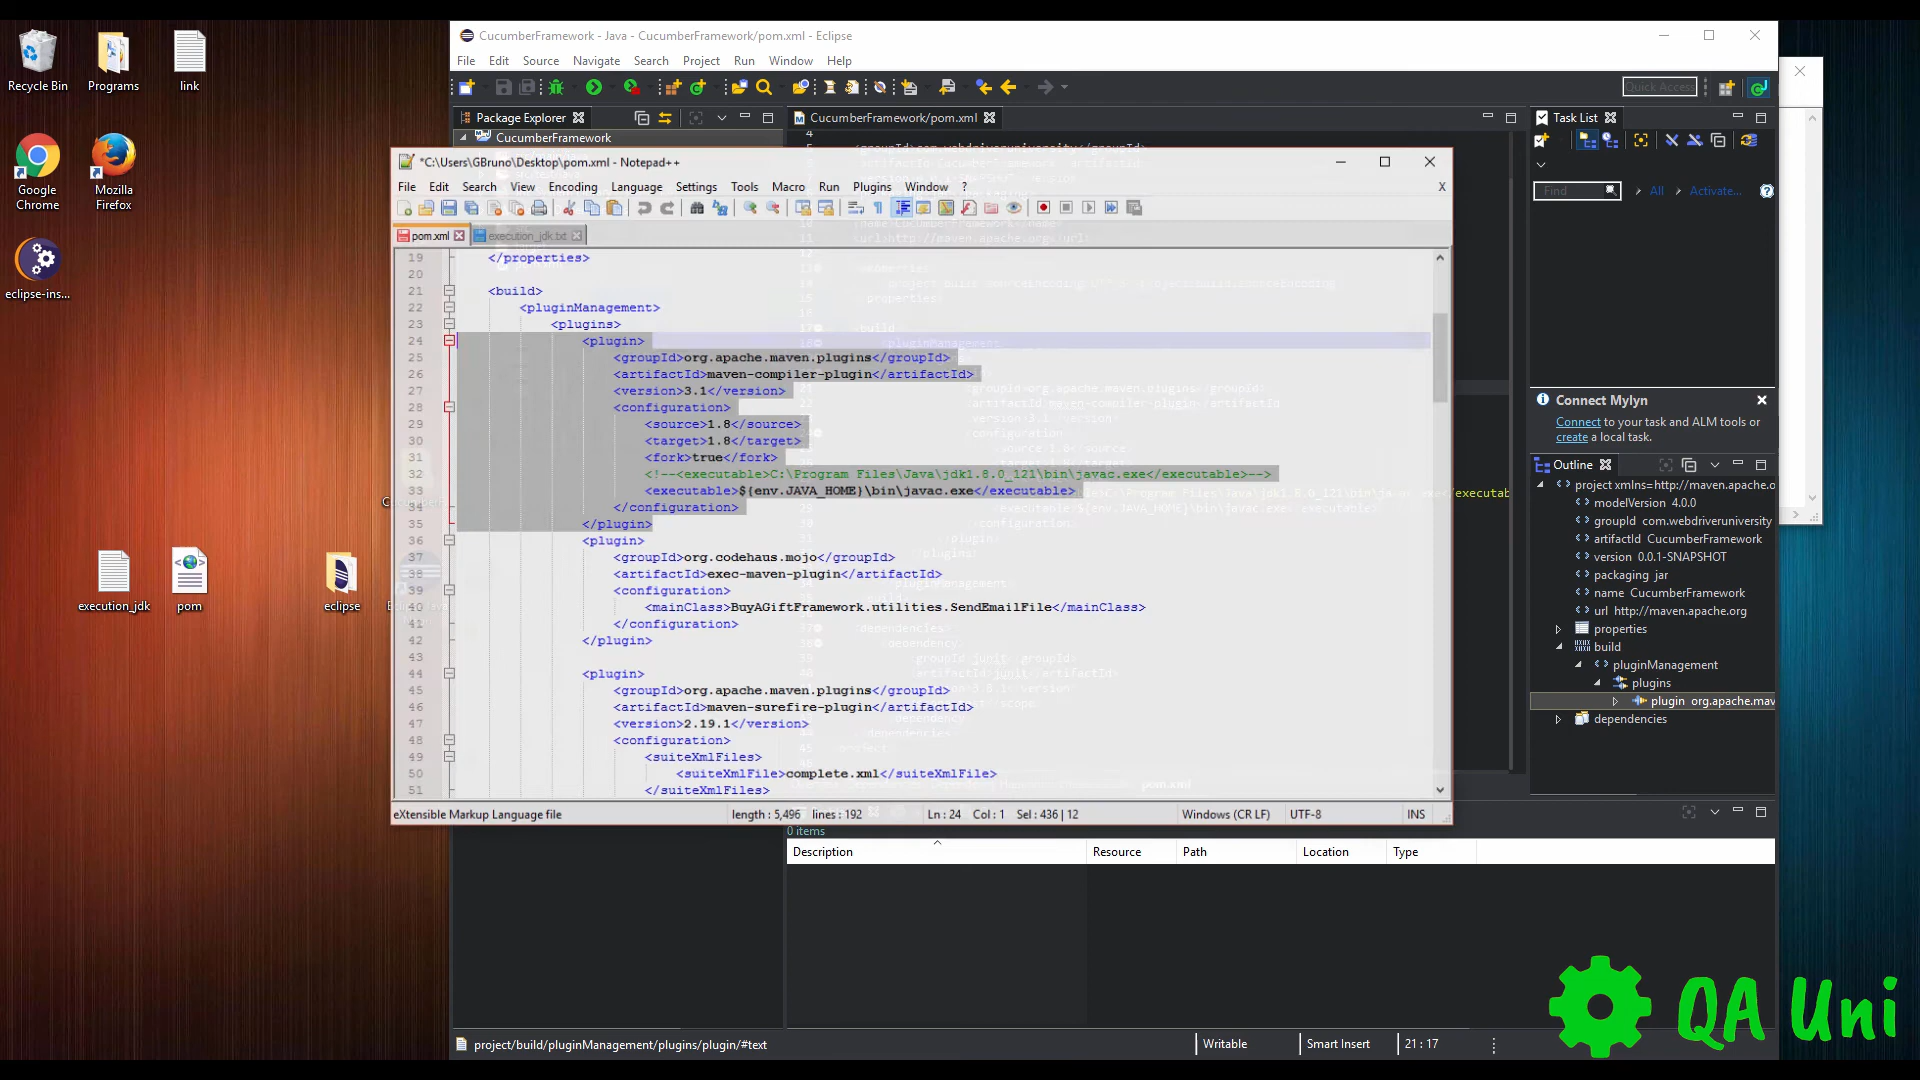 Recycle Bin
Programs
link
Google Chrome
Mozilla Firefox
eclipse-ins...
execution_jdk
pom
eclipse
CucumberFramework - Java - CucumberFramework/pom.xml - Eclipse
File Edit Source Navigate Search Project Run Window Help
Quick Access
Package Explorer
CucumberFramework/pom.xml
CucumberFramework
*C:\Users\GBruno\Desktop\pom.xml - Notepad++
File Edit Search View Encoding Language Settings Tools Macro Run Plugins Window ?
X
pom.xml
execution_jdk.txt
19 </properties>
20
21 <build>
22 <pluginManagement>
23 <plugins>
24 <plugin>
25 <groupId>org.apache.maven.plugins</groupId>
26 <artifactId>maven-compiler-plugin</artifactId>
27 <version>3.1</version>
28 <configuration>
29 <source>1.8</source>
30 <target>1.8</target>
31 <fork>true</fork>
32 <!--<executable>C:\Program Files\Java\jdk1.8.0_121\bin\javac.exe</executable>-->
33 <executable>${env.JAVA_HOME}\bin\javac.exe</executable>
34 </configuration>
35 </plugin>
36 <plugin>
37 <groupId>org.codehaus.mojo</groupId>
38 <artifactId>exec-maven-plugin</artifactId>
39 <configuration>
40 <mainClass>BuyAGiftFramework.utilities.SendEmailFile</mainClass>
41 </configuration>
42 </plugin>
43
44 <plugin>
45 <groupId>org.apache.maven.plugins</groupId>
46 <artifactId>maven-surefire-plugin</artifactId>
47 <version>2.19.1</version>
48 <configuration>
49 <suiteXmlFiles>
50 <suiteXmlFile>complete.xml</suiteXmlFile>
51 </suiteXmlFiles>
eXtensible Markup Language file length : 5,496 lines : 192 Ln : 24 Col : 1 Sel : 436 | 12 Windows (CR LF) UTF-8 INS
Task List
Find All Activate...
Connect Mylyn
Connect to your task and ALM tools or
create a local task.
Outline
project xmlns=http://maven.apache.o
modelVersion 4.0.0
groupId com.webdriveruniversity
artifactId CucumberFramework
version 0.0.1-SNAPSHOT
packaging jar
name CucumberFramework
url http://maven.apache.org
properties
build
pluginManagement
plugins
plugin org.apache.mav
dependencies
0 items
Description Resource Path Location Type
project/build/pluginManagement/plugins/plugin/#text Writable Smart Insert 21 : 17
QA Uni